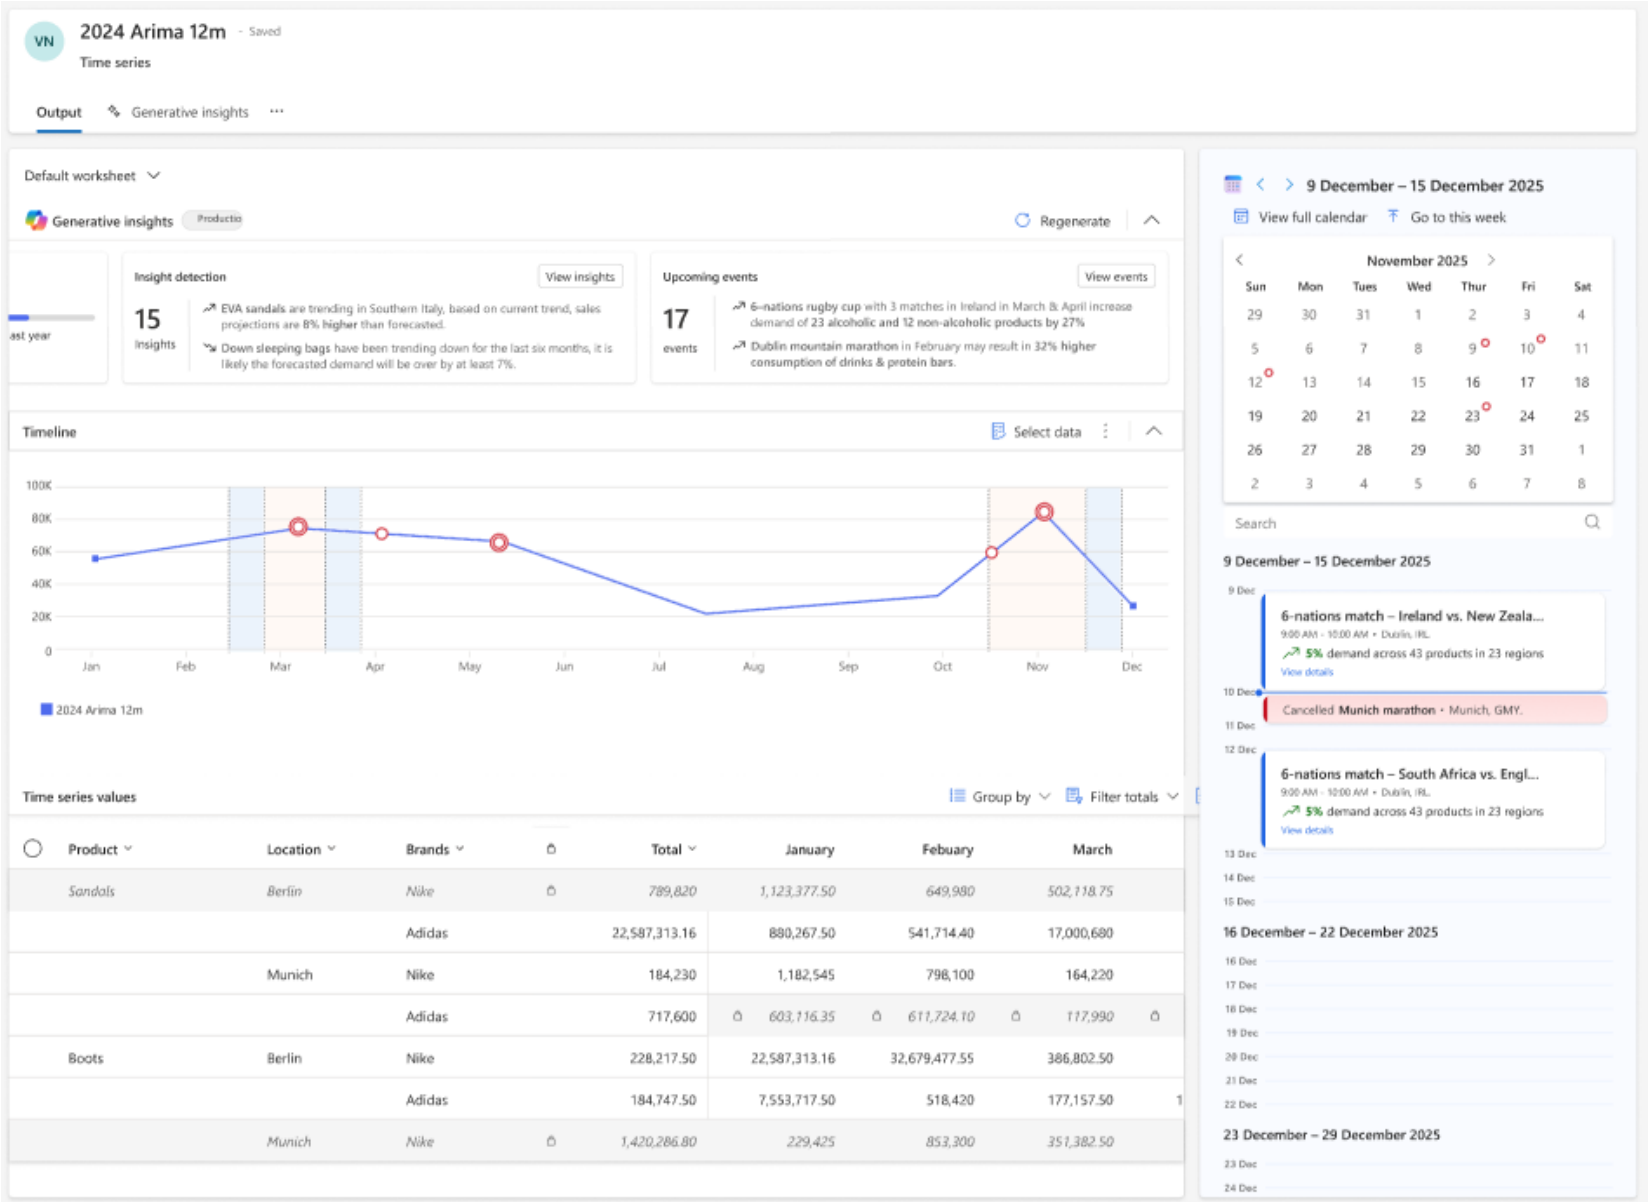 VN
2024 Arima 12m - Saved
Time series
Output Generative insights ...
Default worksheet
Generative insights Productio
Regenerate
ast year
Insight detection View insights
15
Insights
EVA sandals are trending in Southern Italy, based on current trend, sales
projections are 8% higher than forecasted.
Down sleeping bags have been trending down for the last six months, it is
likely the forecasted demand will be over by at least 7%.
Upcoming events View events
17
events
6-nations rugby cup with 3 matches in Ireland in March & April increase
demand of 23 alcoholic and 12 non-alcoholic products by 27%
Dublin mountain marathon in February may result in 32% higher
consumption of drinks & protein bars.
Timeline Select data
100K
80K
60K
40K
20K
0
Jan Feb Mar Apr May Jun Jul Aug Sep Oct Nov Dec
2024 Arima 12m
Time series values Group by Filter totals
Product Location Brands Total January Febuary March
Sandals Berlin Nike 789,820 1,123,377.50 649,980 502,118.75
Adidas 22,587,313.16 880,267.50 541,714.40 17,000,680
Munich Nike 184,230 1,182,545 798,100 164,220
Adidas 717,600 603,116.35 611,724.10 117,990
Boots Berlin Nike 228,217.50 22,587,313.16 32,679,477.55 386,802.50
Adidas 184,747.50 7,553,717.50 518,420 177,157.50 1
Munich Nike 1,420,286.80 229,425 853,300 351,382.50
9 December – 15 December 2025
View full calendar Go to this week
November 2025
Sun Mon Tues Wed Thur Fri Sat
29 30 31 1 2 3 4
5 6 7 8 9 10 11
12 13 14 15 16 17 18
19 20 21 22 23 24 25
26 27 28 29 30 31 1
2 3 4 5 6 7 8
Search
9 December – 15 December 2025
9 Dec
6-nations match – Ireland vs. New Zeala...
9:00 AM - 10:00 AM • Dublin, IRL.
5% demand across 43 products in 23 regions
View details
10 Dec
Cancelled Munich marathon • Munich, GMY.
11 Dec
12 Dec
6-nations match – South Africa vs. Engl...
9:00 AM - 10:00 AM • Dublin, IRL.
5% demand across 43 products in 23 regions
View details
13 Dec
14 Dec
15 Dec
16 December – 22 December 2025
16 Dec
17 Dec
18 Dec
19 Dec
20 Dec
21 Dec
22 Dec
23 December – 29 December 2025
23 Dec
24 Dec